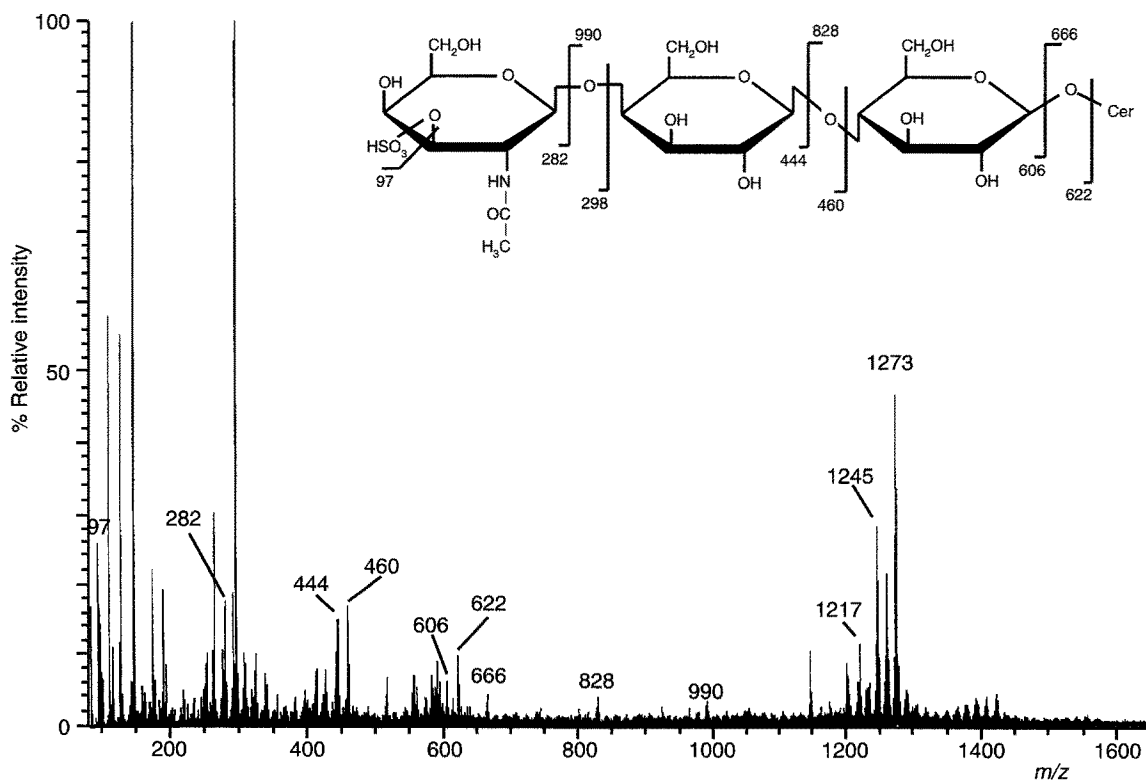 100
50
0
% Relative intensity
200
400
600
800
1000
1200
1400
1600
m/z
97
282
444
460
606
622
666
828
990
1217
1245
1273
CH₂OH
OH
O
O
HSO₃
97
HN
OC
H₃C
990
282
O
298
CH₂OH
O
OH
OH
828
444
O
460
CH₂OH
O
OH
OH
666
606
O
622
Cer